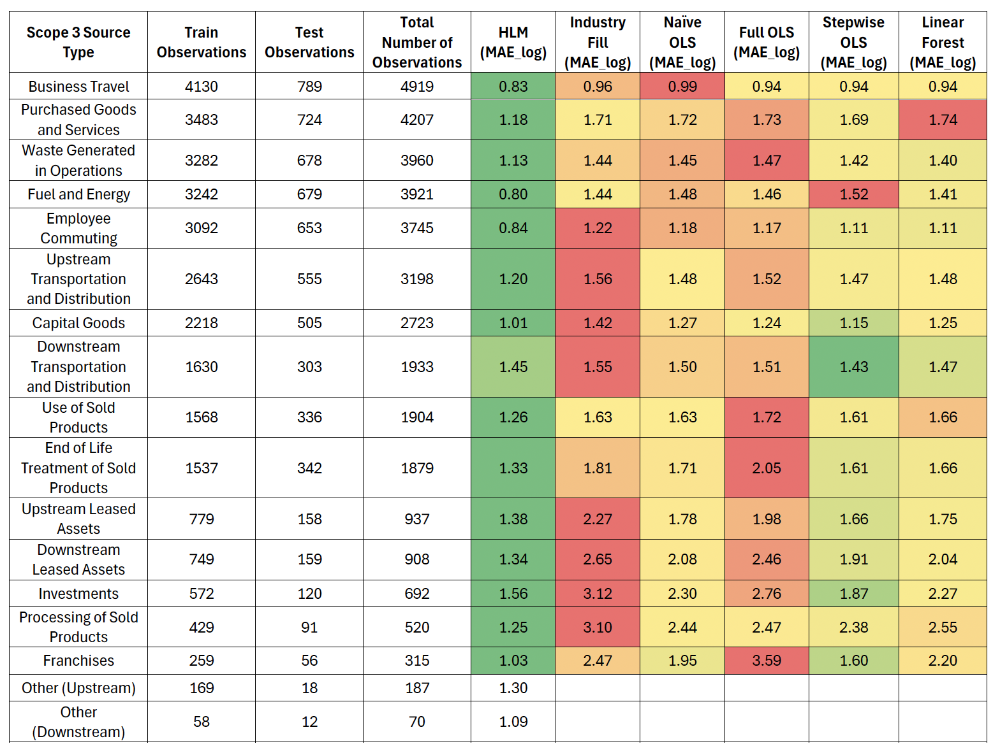 Scope 3 Source Type | Train Observations | Test Observations | Total Number of Observations | HLM (MAE_log) | Industry Fill (MAE_log) | Naïve OLS (MAE_log) | Full OLS (MAE_log) | Stepwise OLS (MAE_log) | Linear Forest (MAE_log)
Business Travel | 4130 | 789 | 4919 | 0.83 | 0.96 | 0.99 | 0.94 | 0.94 | 0.94
Purchased Goods and Services | 3483 | 724 | 4207 | 1.18 | 1.71 | 1.72 | 1.73 | 1.69 | 1.74
Waste Generated in Operations | 3282 | 678 | 3960 | 1.13 | 1.44 | 1.45 | 1.47 | 1.42 | 1.40
Fuel and Energy | 3242 | 679 | 3921 | 0.80 | 1.44 | 1.48 | 1.46 | 1.52 | 1.41
Employee Commuting | 3092 | 653 | 3745 | 0.84 | 1.22 | 1.18 | 1.17 | 1.11 | 1.11
Upstream Transportation and Distribution | 2643 | 555 | 3198 | 1.20 | 1.56 | 1.48 | 1.52 | 1.47 | 1.48
Capital Goods | 2218 | 505 | 2723 | 1.01 | 1.42 | 1.27 | 1.24 | 1.15 | 1.25
Downstream Transportation and Distribution | 1630 | 303 | 1933 | 1.45 | 1.55 | 1.50 | 1.51 | 1.43 | 1.47
Use of Sold Products | 1568 | 336 | 1904 | 1.26 | 1.63 | 1.63 | 1.72 | 1.61 | 1.66
End of Life Treatment of Sold Products | 1537 | 342 | 1879 | 1.33 | 1.81 | 1.71 | 2.05 | 1.61 | 1.66
Upstream Leased Assets | 779 | 158 | 937 | 1.38 | 2.27 | 1.78 | 1.98 | 1.66 | 1.75
Downstream Leased Assets | 749 | 159 | 908 | 1.34 | 2.65 | 2.08 | 2.46 | 1.91 | 2.04
Investments | 572 | 120 | 692 | 1.56 | 3.12 | 2.30 | 2.76 | 1.87 | 2.27
Processing of Sold Products | 429 | 91 | 520 | 1.25 | 3.10 | 2.44 | 2.47 | 2.38 | 2.55
Franchises | 259 | 56 | 315 | 1.03 | 2.47 | 1.95 | 3.59 | 1.60 | 2.20
Other (Upstream) | 169 | 18 | 187 | 1.30
Other (Downstream) | 58 | 12 | 70 | 1.09